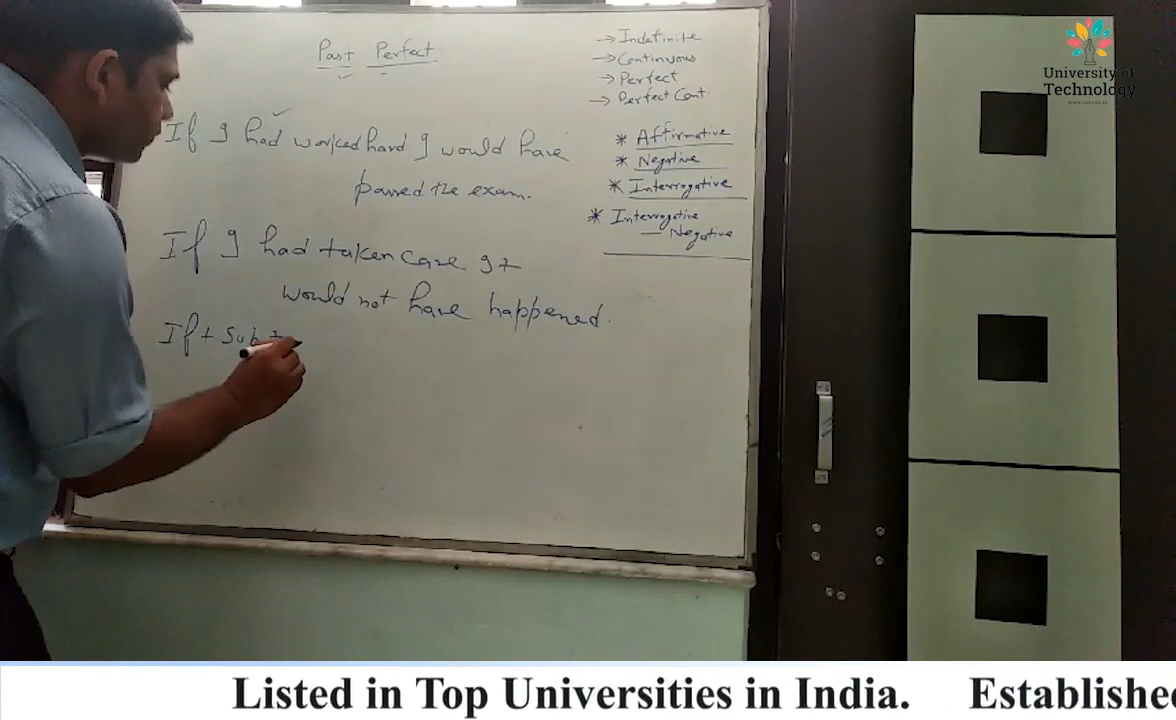 Past Perfect
If I had worked hard I would have
passed the exam.
If I had taken care It
would not have happened.
If + Sub +
→ Indefinite
→ Continuous
→ Perfect
→ Perfect Cont
* Affirmative
* Negative
* Interrogative
* Interrogative
— Negative
University of
Technology
Listed in Top Universities in India. Establishe